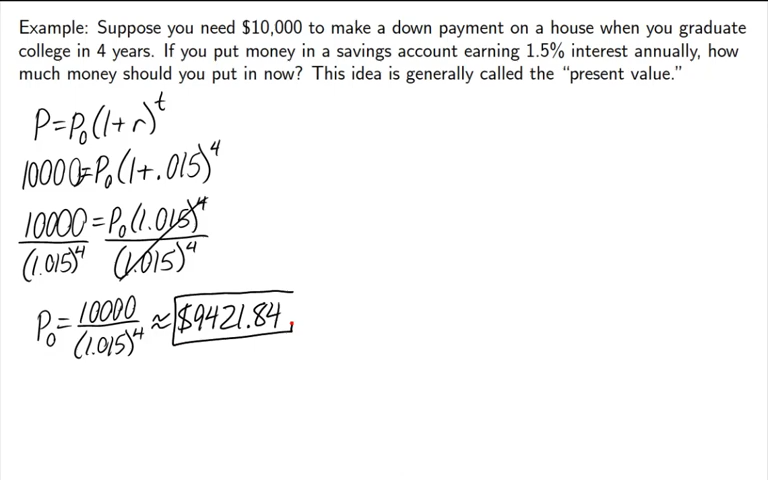 Example: Suppose you need $10,000 to make a down payment on a house when you graduate
college in 4 years. If you put money in a savings account earning 1.5% interest annually, how
much money should you put in now? This idea is generally called the “present value.”
P=P₀(1+r)^t
10000=P₀(1+.015)^4
10000/(1.015)^4 = P₀(1.015)^4/(1.015)^4
P₀=10000/(1.015)^4 ≈ $9421.84